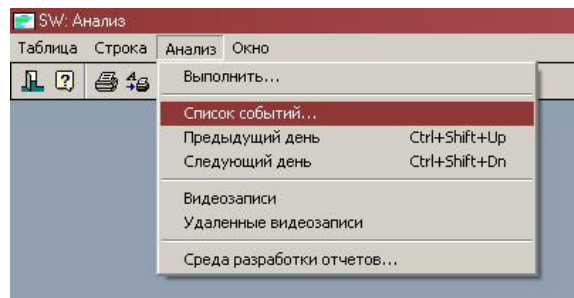 SW: Анализ
Таблица Строка Анализ Окно
Выполнить...
Список событий...
Предыдущий день Ctrl+Shift+Up
Следующий день Ctrl+Shift+Dn
Видеозаписи
Удаленные видеозаписи
Среда разработки отчетов...